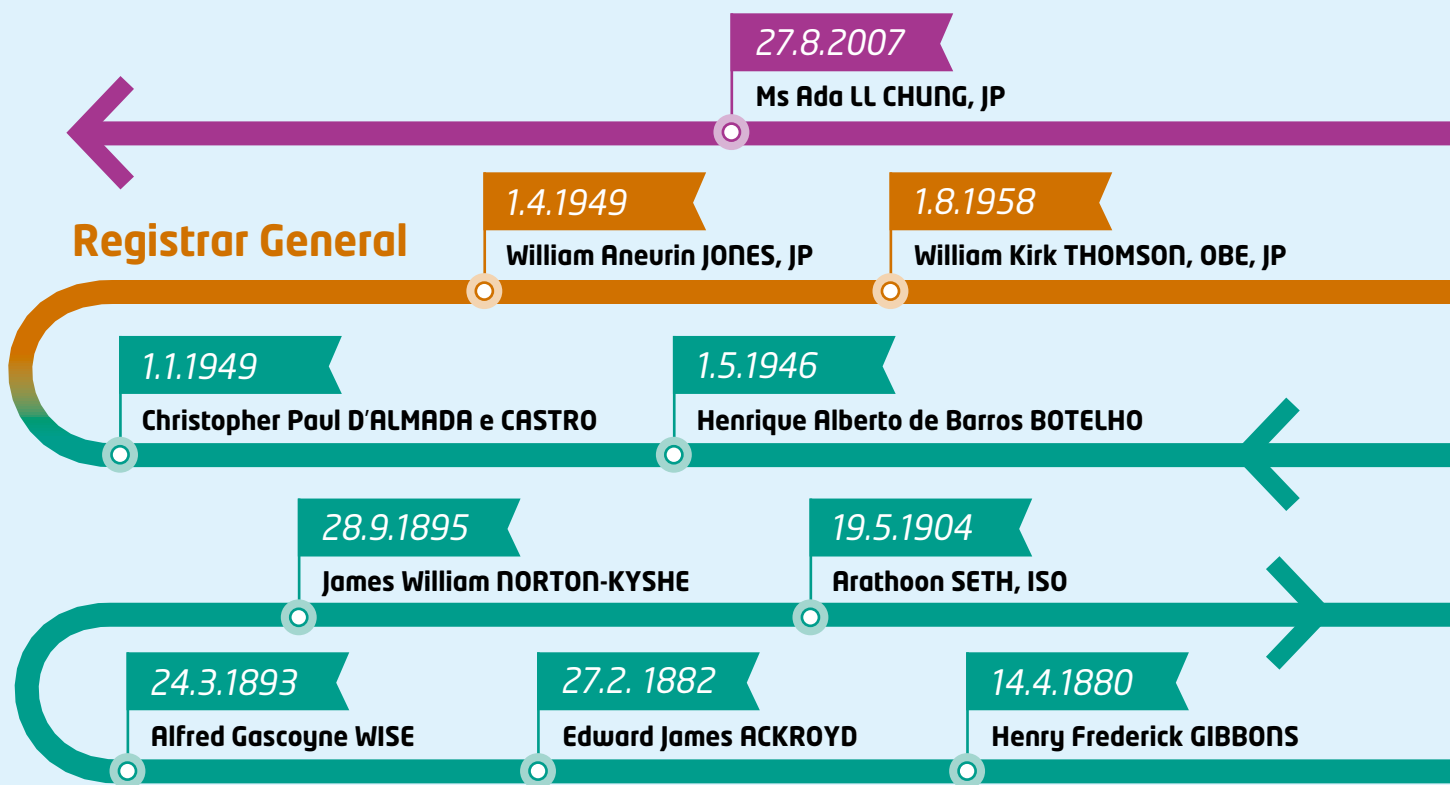 27.8.2007
Ms Ada LL CHUNG, JP
Registrar General
1.4.1949
William Aneurin JONES, JP
1.8.1958
William Kirk THOMSON, OBE, JP
1.1.1949
Christopher Paul D'ALMADA e CASTRO
1.5.1946
Henrique Alberto de Barros BOTELHO
28.9.1895
James William NORTON-KYSHE
19.5.1904
Arathoon SETH, ISO
24.3.1893
Alfred Gascoyne WISE
27.2. 1882
Edward James ACKROYD
14.4.1880
Henry Frederick GIBBONS